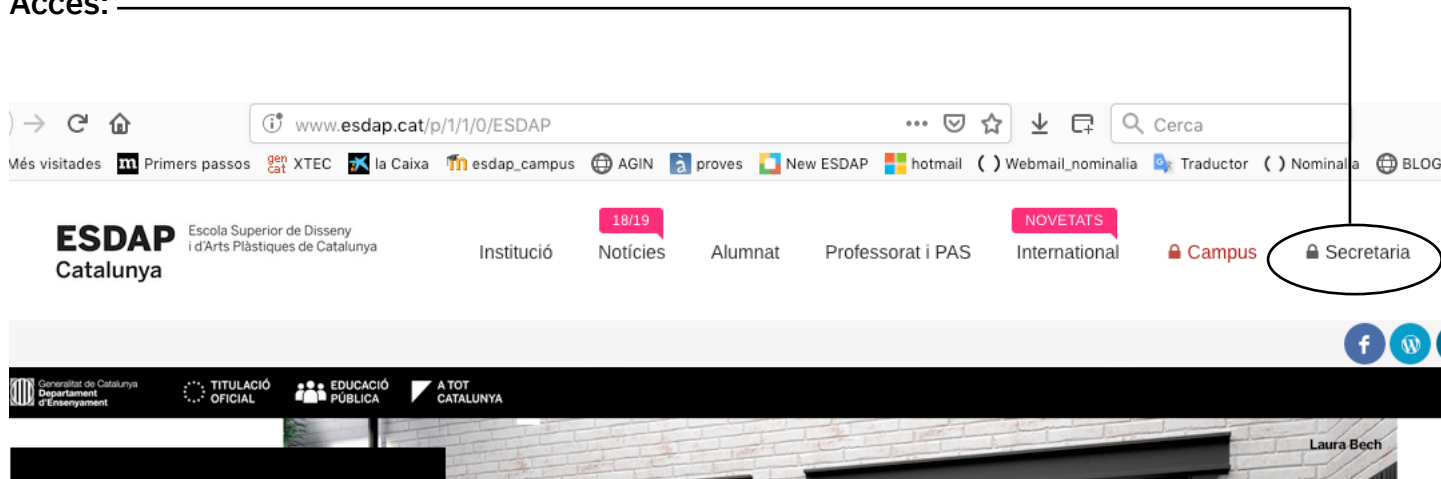 Accés:
www.esdap.cat/p/1/1/0/ESDAP
Cerca
Més visitades Primers passos gen cat XTEC la Caixa esdap_campus AGIN proves New ESDAP hotmail Webmail_nominalia Traductor Nominalia BLOG
ESDAP
Catalunya
Escola Superior de Disseny
i d'Arts Plàstiques de Catalunya
18/19
NOVETATS
Institució Notícies Alumnat Professorat i PAS International Campus Secretaria
Generalitat de Catalunya
Departament
d'Ensenyament
TITULACIÓ
OFICIAL
EDUCACIÓ
PÚBLICA
A TOT
CATALUNYA
Laura Bech